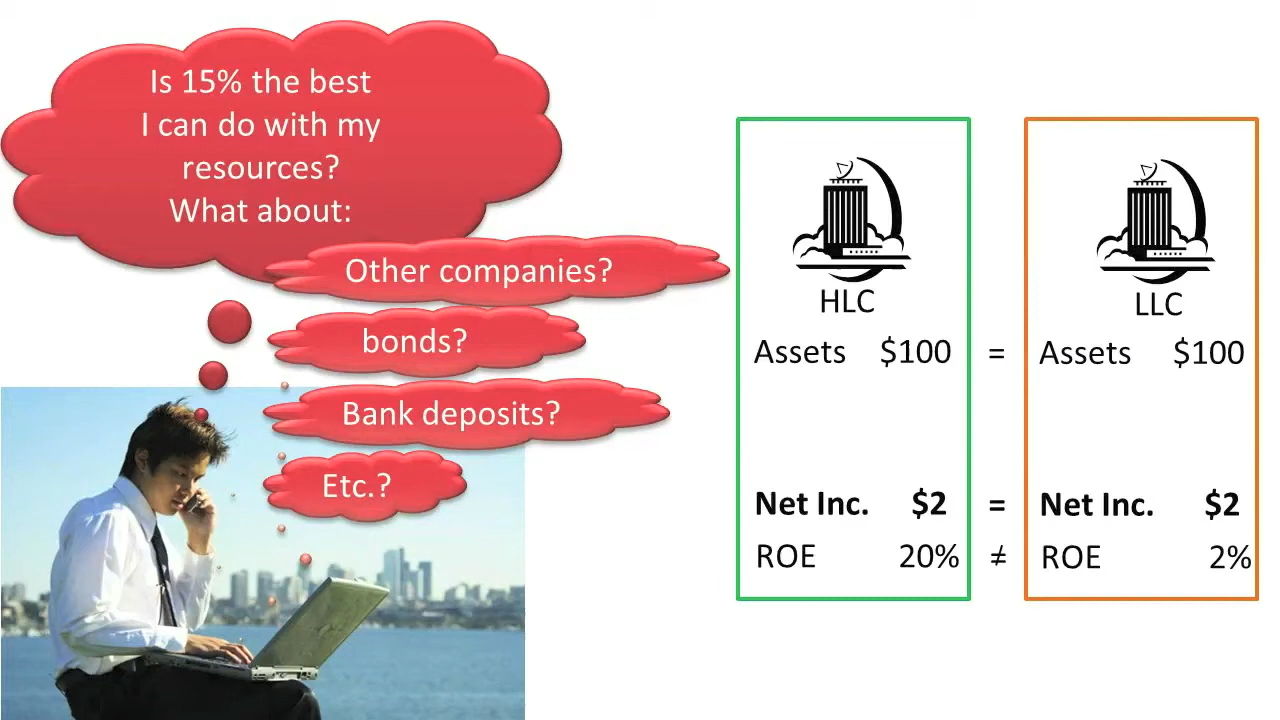 Is 15% the best
I can do with my
resources?
What about:
Other companies?
bonds?
Bank deposits?
Etc.?
HLC
LLC
Assets $100 = Assets $100
Net Inc. $2 = Net Inc. $2
ROE 20% ≠ ROE 2%